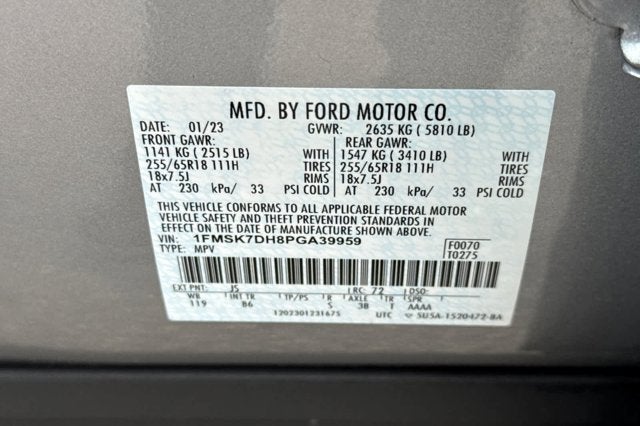 MFD. BY FORD MOTOR CO.
DATE: 01/23 GVWR: 2635 KG ( 5810 LB)
FRONT GAWR: REAR GAWR:
1141 KG ( 2515 LB) WITH 1547 KG ( 3410 LB) WITH
255/65R18 111H TIRES 255/65R18 111H TIRES
18x7.5J RIMS 18x7.5J RIMS
AT 230 kPa/ 33 PSI COLD AT 230 kPa/ 33 PSI COLD
THIS VEHICLE CONFORMS TO ALL APPLICABLE FEDERAL MOTOR
VEHICLE SAFETY AND THEFT PREVENTION STANDARDS IN
EFFECT ON THE DATE OF MANUFACTURE SHOWN ABOVE.
VIN: 1FMSK7DH8PGA39959 F0070
TYPE: MPV T0275
EXT PNT: JS RC: 72 DSO:
WB INT TR TP/PS R AXLE TR SPR
119 B6 S 3B T AAAA
1202301231675 UTC 5U5A-1520472-BA